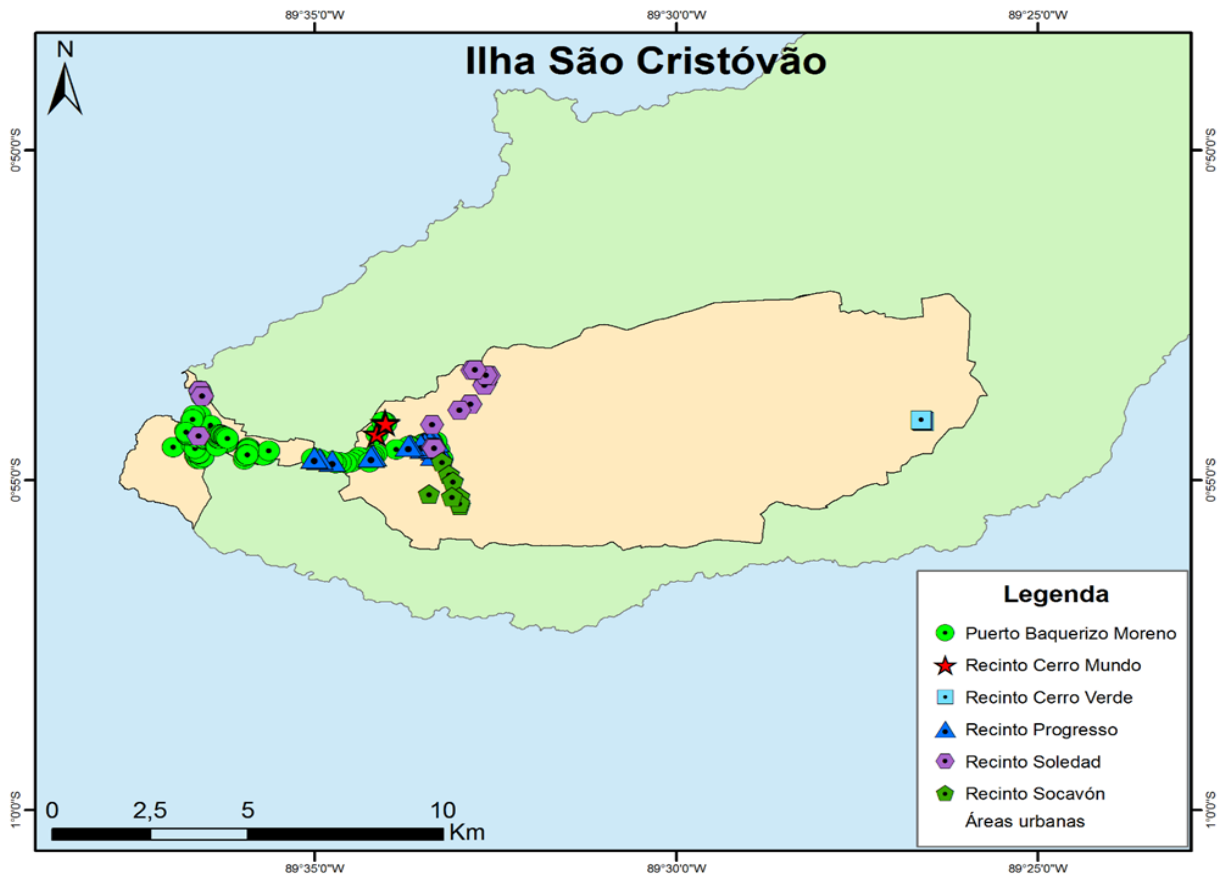 89°35'0"W 89°30'0"W 89°25'0"W
N
Ilha São Cristóvão
0°50'0"S 0°50'0"S
0°55'0"S 0°55'0"S
Legenda
Puerto Baquerizo Moreno
Recinto Cerro Mundo
Recinto Cerro Verde
Recinto Progresso
Recinto Soledad
Recinto Socavón
Áreas urbanas
1°0'0"S 1°0'0"S
0 2,5 5 10
Km
89°35'0"W 89°30'0"W 89°25'0"W